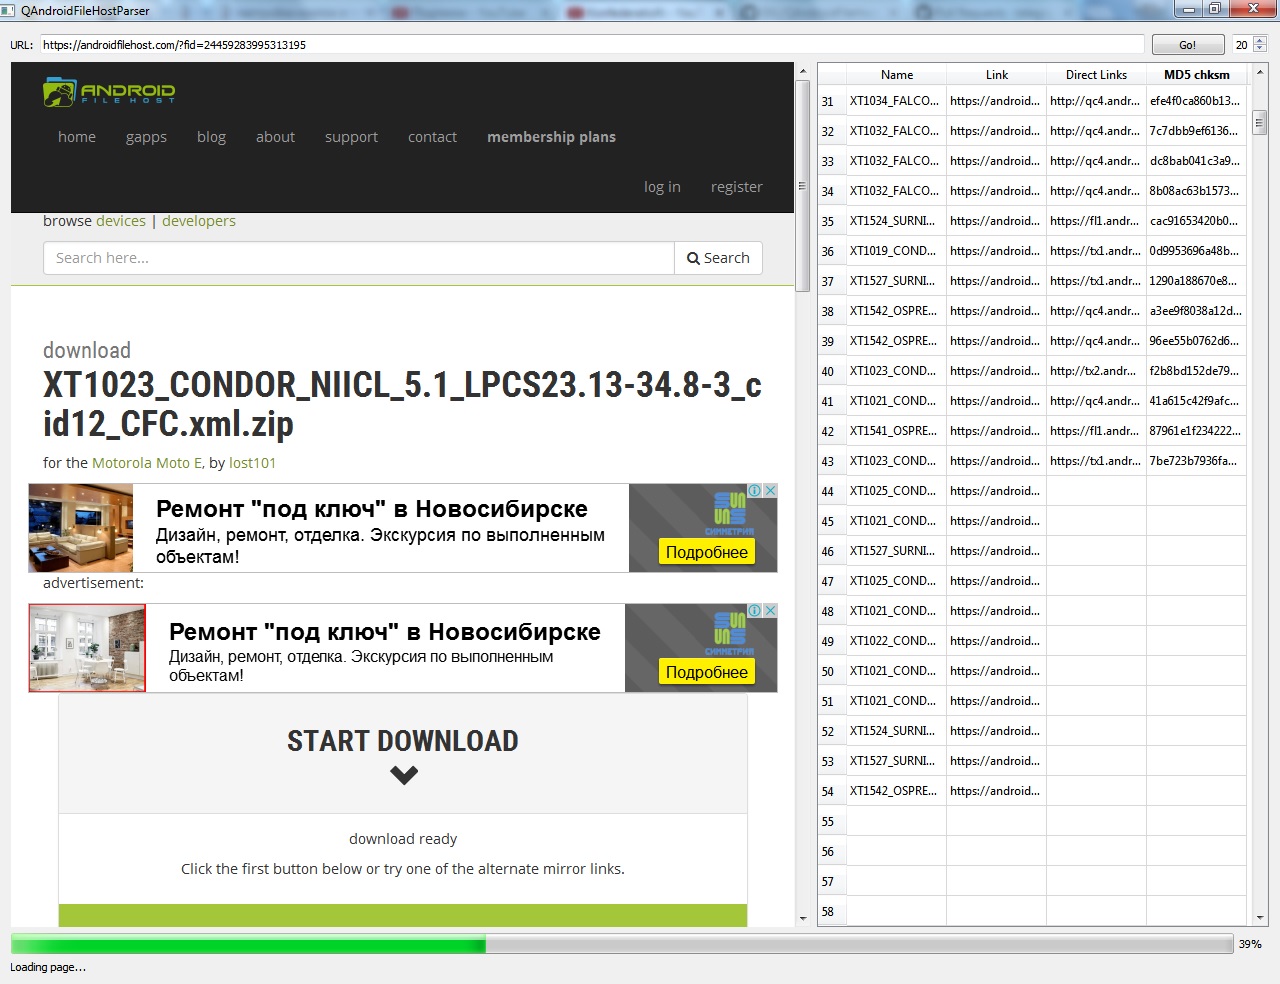 QAndroidFileHostParser
URL: https://androidfilehost.com/?fid=24459283995313195 Go! 20
ANDROID
FILE HOST
home gapps blog about support contact membership plans
log in register
browse devices | developers
Search here... Search
download
XT1023_CONDOR_NIICL_5.1_LPCS23.13-34.8-3_c
id12_CFC.xml.zip
for the Motorola Moto E, by lost101
Ремонт "под ключ" в Новосибирске
Дизайн, ремонт, отделка. Экскурсия по выполненным
объектам!
СИММЕТРИЯ
Подробнее
advertisement:
Ремонт "под ключ" в Новосибирске
Дизайн, ремонт, отделка. Экскурсия по выполненным
объектам!
СИММЕТРИЯ
Подробнее
START DOWNLOAD
download ready
Click the first button below or try one of the alternate mirror links.
Name Link Direct Links MD5 chksm
31 XT1034_FALCO... https://android... http://qc4.andr... efe4f0ca860b13...
32 XT1032_FALCO... https://android... http://qc4.andr... 7c7dbb9ef6136...
33 XT1032_FALCO... https://android... http://qc4.andr... dc8bab041c3a9...
34 XT1032_FALCO... https://android... http://qc4.andr... 8b08ac63b1573...
35 XT1524_SURNI... https://android... https://fl1.andr... cac91653420b0...
36 XT1019_COND... https://android... https://tx1.andr... 0d9953696a48b...
37 XT1527_SURNI... https://android... https://tx1.andr... 1290a188670e8...
38 XT1542_OSPRE... https://android... http://qc4.andr... a3ee9f8038a12d...
39 XT1542_OSPRE... https://android... http://qc4.andr... 96ee55b0762d6...
40 XT1023_COND... https://android... http://tx2.andr... f2b8bd152de79...
41 XT1021_COND... https://android... http://qc4.andr... 41a615c42f9afc...
42 XT1541_OSPRE... https://android... https://fl1.andr... 87961e1f234222...
43 XT1023_COND... https://android... https://tx1.andr... 7be723b7936fa...
44 XT1025_COND... https://android...
45 XT1021_COND... https://android...
46 XT1527_SURNI... https://android...
47 XT1025_COND... https://android...
48 XT1021_COND... https://android...
49 XT1022_COND... https://android...
50 XT1021_COND... https://android...
51 XT1021_COND... https://android...
52 XT1524_SURNI... https://android...
53 XT1527_SURNI... https://android...
54 XT1542_OSPRE... https://android...
55
56
57
58
39%
Loading page...